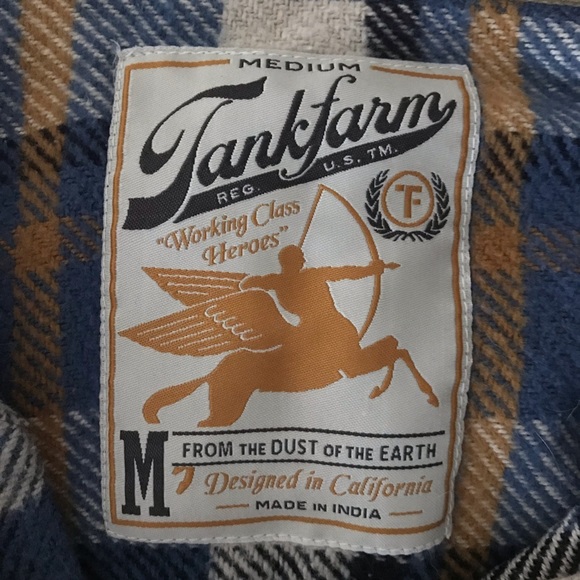 MEDIUM
Tankfarm
REG. U.S. TM.
TF
"Working Class
Heroes"
M
FROM THE DUST OF THE EARTH
Designed in California
MADE IN INDIA